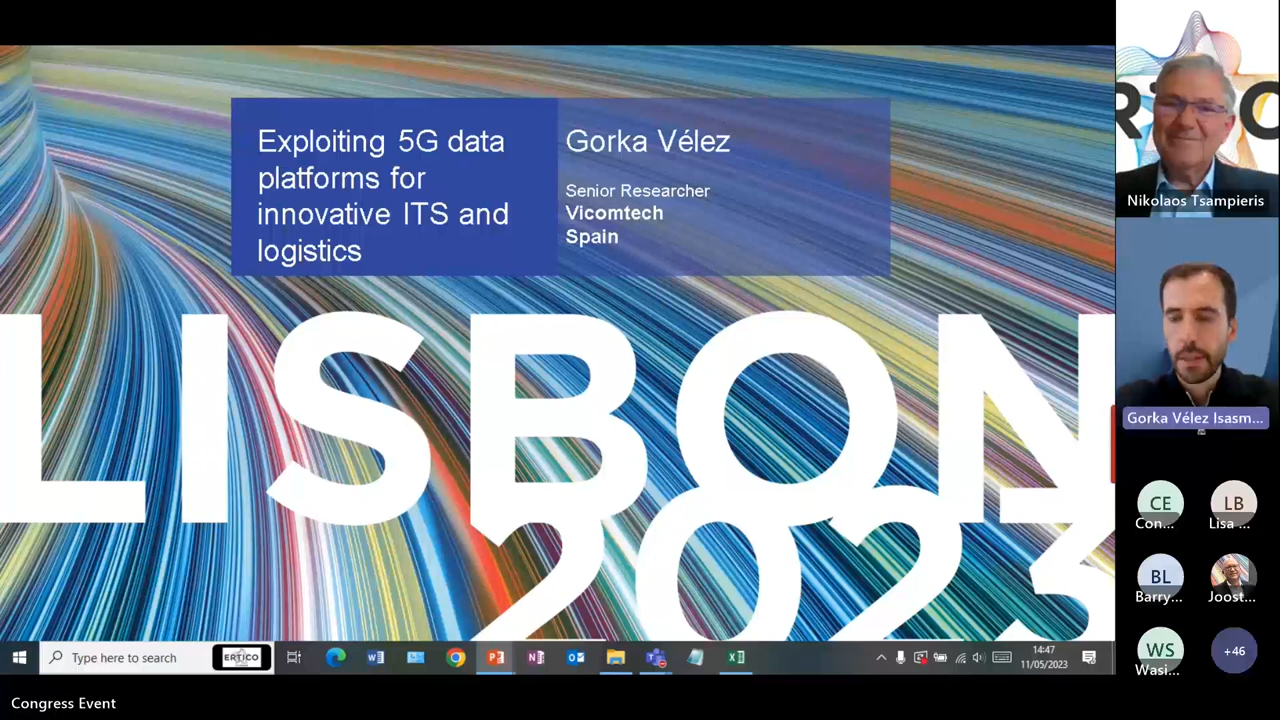 Exploiting 5G data
platforms for
innovative ITS and
logistics
Gorka Vélez
Senior Researcher
Vicomtech
Spain
LISBON
2023
Nikolaos Tsampieris
Gorka Vélez Isasm...
CE
Con...
LB
Lisa ...
BL
Barry...
Joost...
WS
Wasi...
+46
Type here to search
ERTICO
14:47
11/05/2023
Congress Event